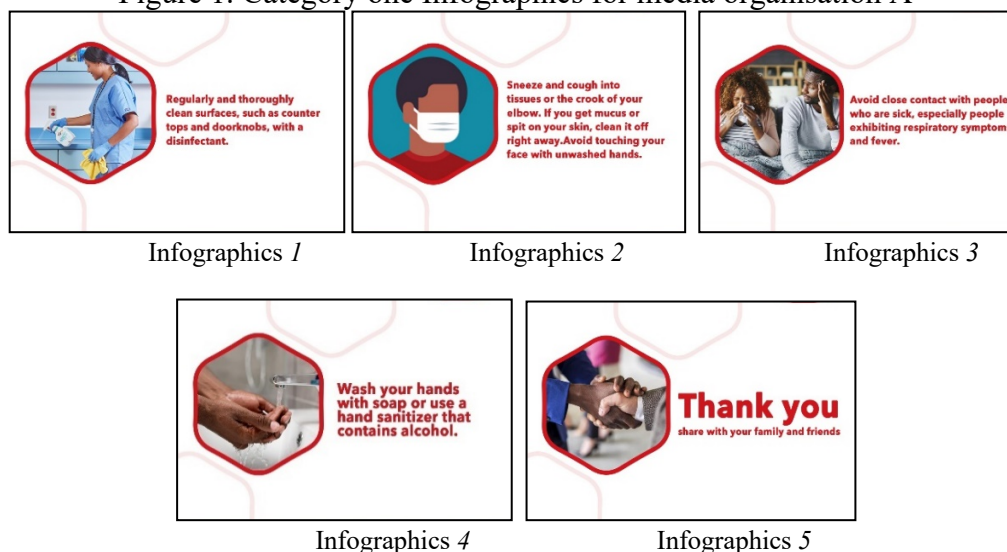 Figure 1: Category one Infographics for media organisation A
Regularly and thoroughly
clean surfaces, such as counter
tops and doorknobs, with a
disinfectant.
Sneeze and cough into
tissues or the crook of your
elbow. If you get mucus or
spit on your skin, clean it off
right away.Avoid touching your
face with unwashed hands.
Avoid close contact with people
who are sick, especially people
exhibiting respiratory symptom
and fever.
Infographics 1
Infographics 2
Infographics 3
Wash your hands
with soap or use a
hand sanitizer that
contains alcohol.
Thank you
share with your family and friends
Infographics 4
Infographics 5